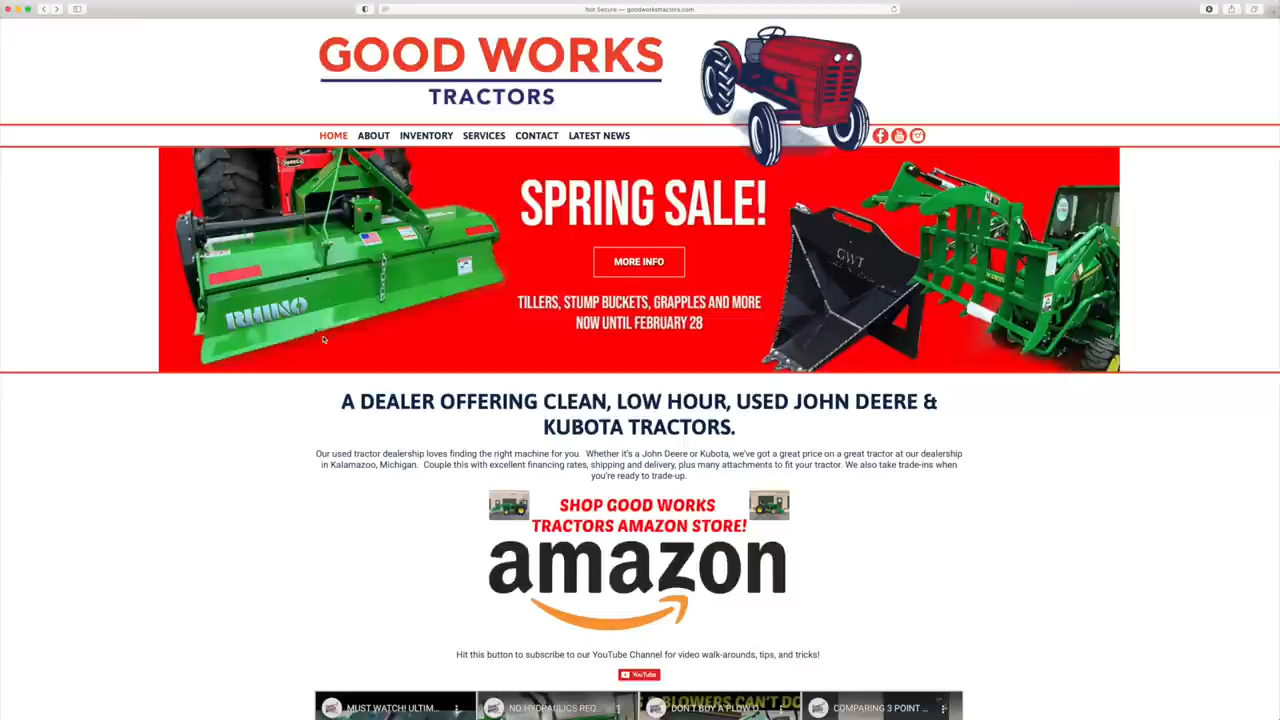 Not Secure — goodworkstractors.com
GOOD WORKS
TRACTORS
HOME ABOUT INVENTORY SERVICES CONTACT LATEST NEWS
SPRING SALE!
MORE INFO
TILLERS, STUMP BUCKETS, GRAPPLES AND MORE
NOW UNTIL FEBRUARY 28
RHINO
GWT
A DEALER OFFERING CLEAN, LOW HOUR, USED JOHN DEERE &
KUBOTA TRACTORS.
Our used tractor dealership loves finding the right machine for you. Whether it's a John Deere or Kubota, we've got a great price on a great tractor at our dealership
in Kalamazoo, Michigan. Couple this with excellent financing rates, shipping and delivery, plus many attachments to fit your tractor. We also take trade-ins when
you're ready to trade-up.
SHOP GOOD WORKS
TRACTORS AMAZON STORE!
amazon
Hit this button to subscribe to our YouTube Channel for video walk-arounds, tips, and tricks!
YouTube
MUST WATCH! ULTIM...
NO HYDRAULICS REQ...
DON'T BUY A PLOW O...
COMPARING 3 POINT ...
BLOWERS CAN'T DO